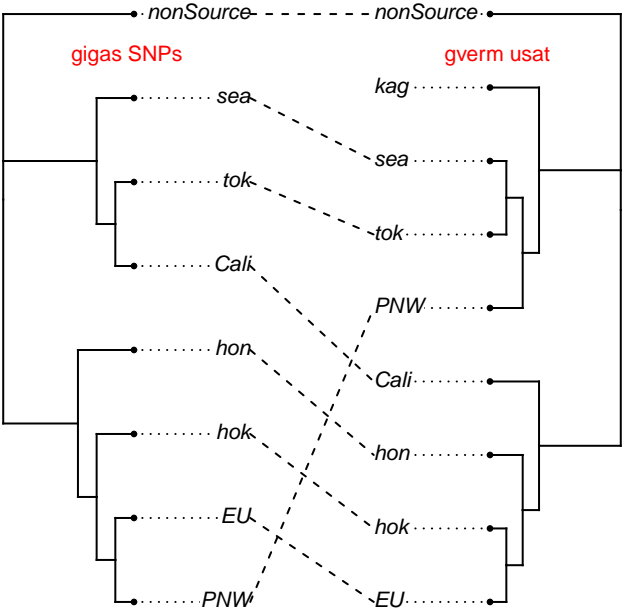 nonSource nonSource
gigas SNPs gverm usat
kag
sea
sea
tok
tok
Cali
PNW
hon
Cali
hok
hon
EU
hok
PNW EU